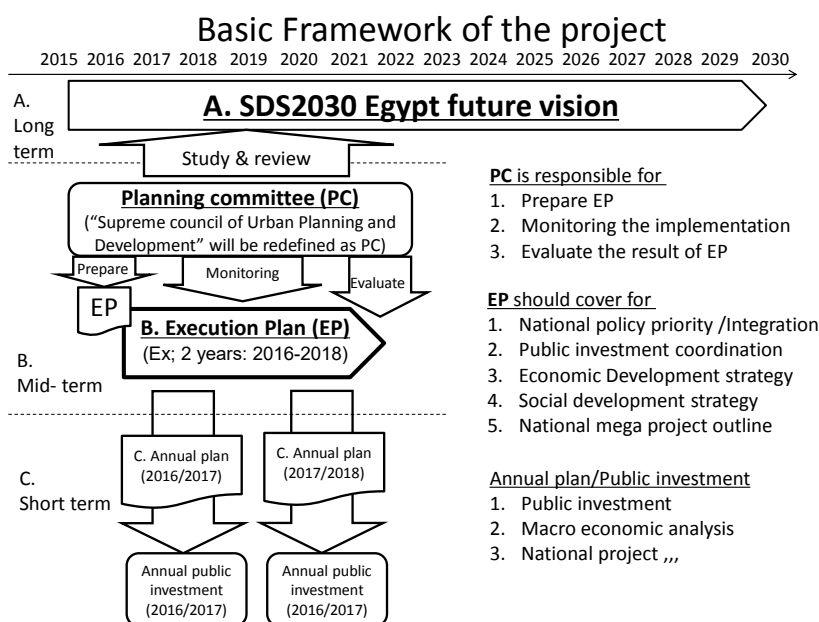 Basic Framework of the project
2015 2016 2017 2018 2019 2020 2021 2022 2023 2024 2025 2026 2027 2028 2029 2030
A.
Long
term
A. SDS2030 Egypt future vision
Study & review
Planning committee (PC)
(“Supreme council of Urban Planning and
Development” will be redefined as PC)
Prepare
Monitoring
Evaluate
EP
B. Execution Plan (EP)
(Ex; 2 years: 2016-2018)
B.
Mid- term
C. Annual plan
(2016/2017)
C. Annual plan
(2017/2018)
C.
Short term
Annual public
investment
(2016/2017)
Annual public
investment
(2016/2017)
PC is responsible for
1. Prepare EP
2. Monitoring the implementation
3. Evaluate the result of EP
EP should cover for
1. National policy priority /Integration
2. Public investment coordination
3. Economic Development strategy
4. Social development strategy
5. National mega project outline
Annual plan/Public investment
1. Public investment
2. Macro economic analysis
3. National project ,,,